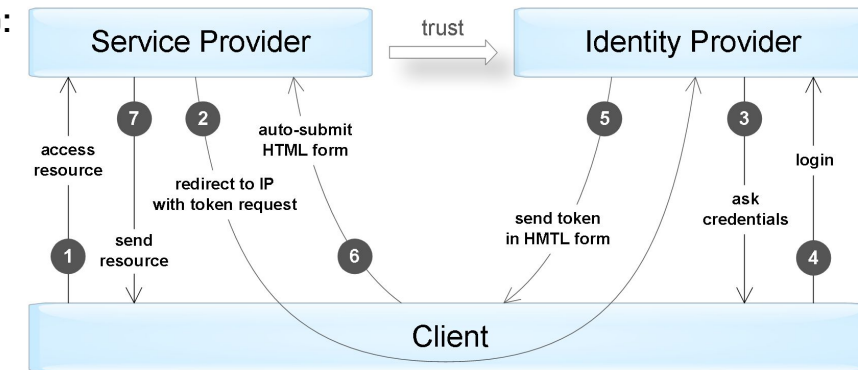 :
Service Provider
trust
Identity Provider
7
2
5
3
access
resource
auto-submit
HTML form
login
redirect to IP
with token request
ask
credentials
send token
in HMTL form
send
resource
1
6
4
Client